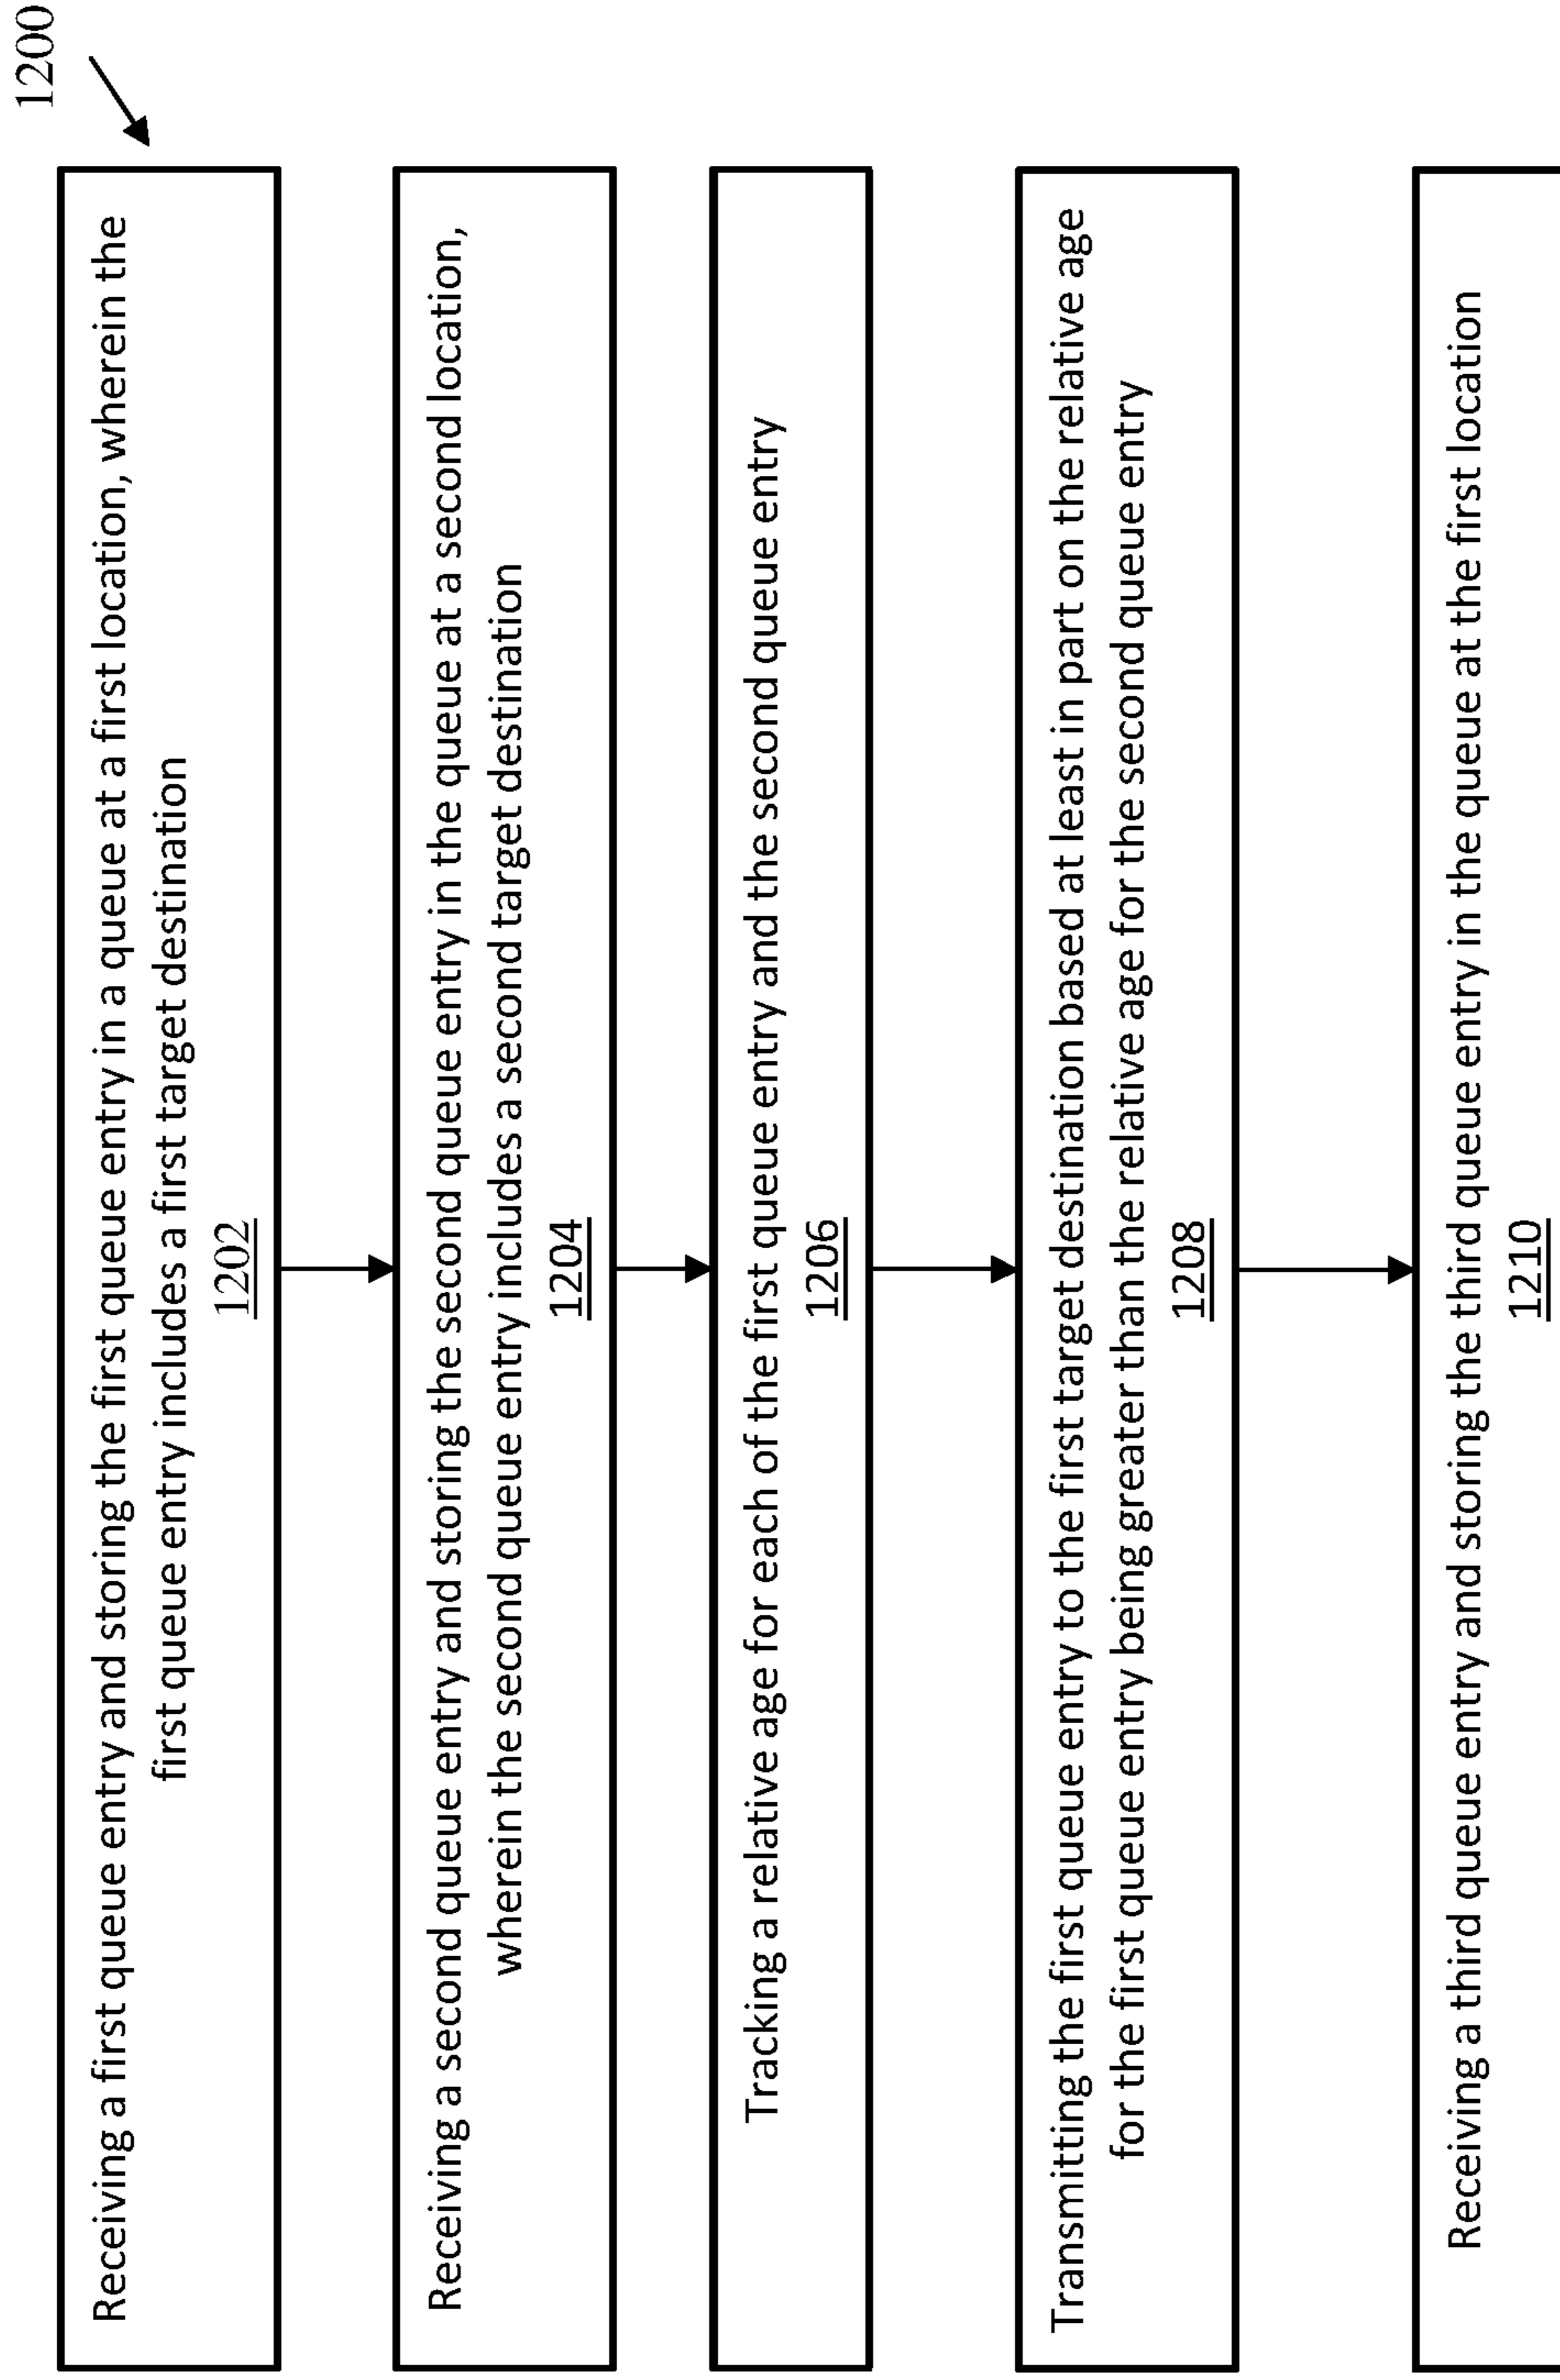 1200
Receiving a first queue entry and storing the first queue entry in a queue at a first location, wherein the
first queue entry includes a first target destination
1202
Receiving a second queue entry and storing the second queue entry in the queue at a second location,
wherein the second queue entry includes a second target destination
1204
Tracking a relative age for each of the first queue entry and the second queue entry
1206
Transmitting the first queue entry to the first target destination based at least in part on the relative age
for the first queue entry being greater than the relative age for the second queue entry
1208
Receiving a third queue entry and storing the third queue entry in the queue at the first location
1210